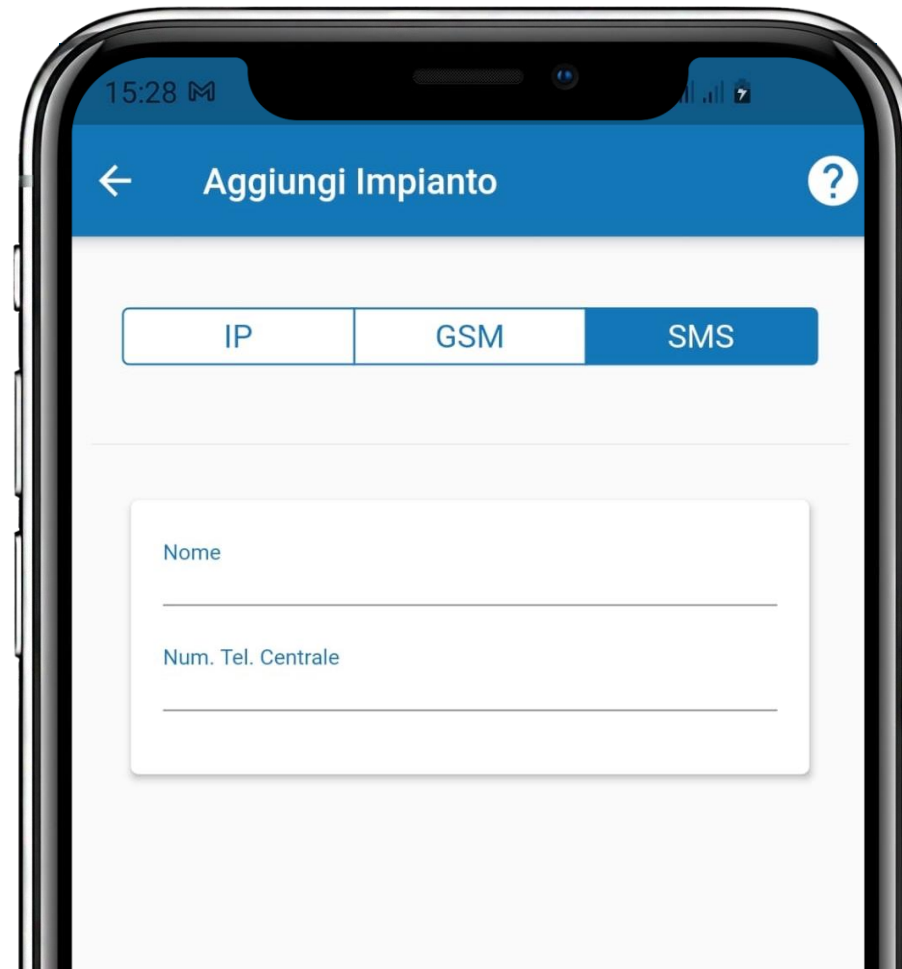 15:28
Aggiungi Impianto
?
IP GSM SMS
Nome
Num. Tel. Centrale